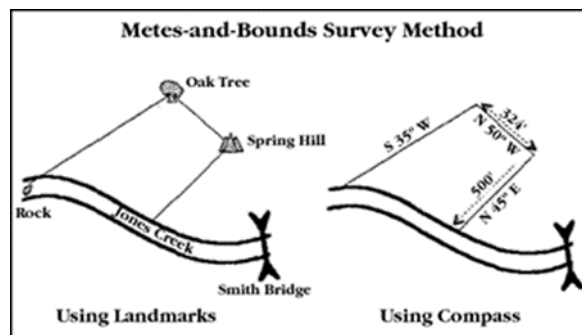 Metes-and-Bounds Survey Method
Oak Tree
Spring Hill
Rock
Jones Creek
Smith Bridge
Using Landmarks
S 35° W
324'
N 50° W
500'
N 45° E
Using Compass